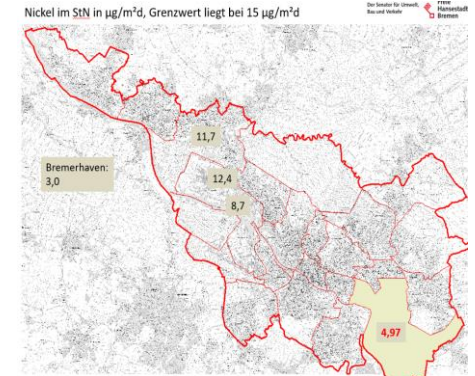 Nickel im StN in µg/m²d, Grenzwert liegt bei 15 µg/m²d
Der Senator für Umwelt,
Bau und Verkehr
Freie
Hansestadt
Bremen
11,7
Bremerhaven:
3,0
12,4
8,7
4,97